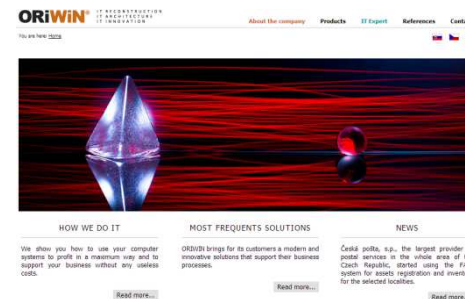 ORiWiN®
IT RECONSTRUCTION
IT ARCHITECTURE
IT INNOVATION
About the company Products IT Expert References Conta
You are here: Home
HOW WE DO IT
We show you how to use your computer
systems to profit in a maximum way and to
support your business without any useless
costs.
Read more...
MOST FREQUENTS SOLUTIONS
ORIWIN brings for its customers a modern and
innovative solutions that support their business
processes.
Read more...
NEWS
Česká pošta, s.p., the largest provider
postal services in the whole area of
Czech Republic, started using the FA
system for assets registration and invent
for the selected localities.
Read more